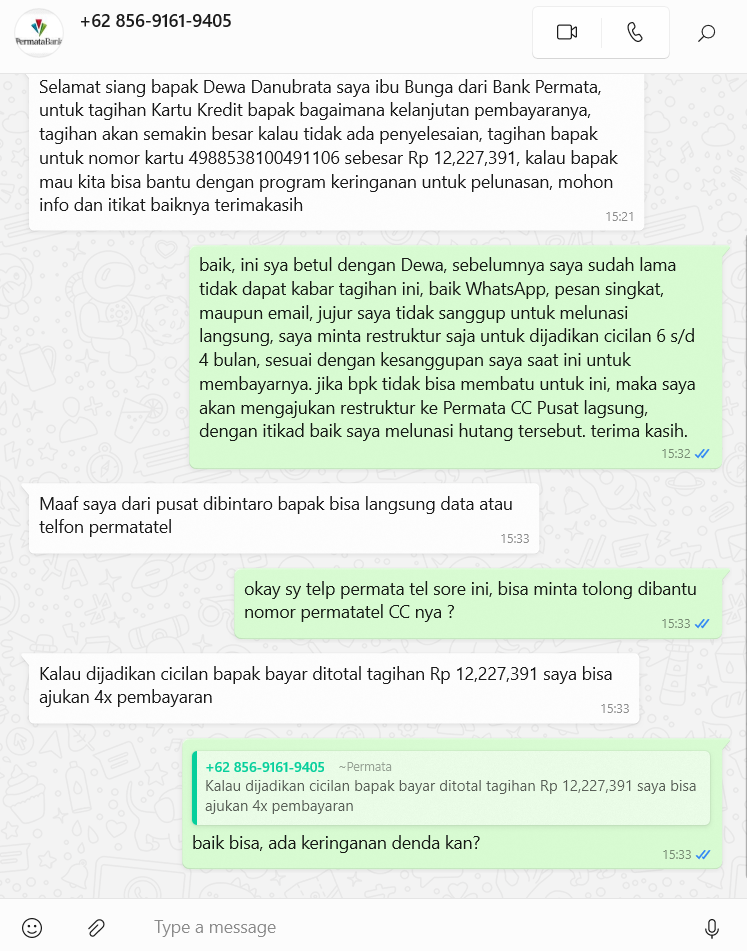 PermataBank
+62 856-9161-9405
Selamat siang bapak Dewa Danubrata saya ibu Bunga dari Bank Permata,
untuk tagihan Kartu Kredit bapak bagaimana kelanjutan pembayaranya,
tagihan akan semakin besar kalau tidak ada penyelesaian, tagihan bapak
untuk nomor kartu 4988538100491106 sebesar Rp 12,227,391, kalau bapak
mau kita bisa bantu dengan program keringanan untuk pelunasan, mohon
info dan itikat baiknya terimakasih
15:21
baik, ini sya betul dengan Dewa, sebelumnya saya sudah lama
tidak dapat kabar tagihan ini, baik WhatsApp, pesan singkat,
maupun email, jujur saya tidak sanggup untuk melunasi
langsung, saya minta restruktur saja untuk dijadikan cicilan 6 s/d
4 bulan, sesuai dengan kesanggupan saya saat ini untuk
membayarnya. jika bpk tidak bisa membatu untuk ini, maka saya
akan mengajukan restruktur ke Permata CC Pusat lagsung,
dengan itikad baik saya melunasi hutang tersebut. terima kasih.
15:32
Maaf saya dari pusat dibintaro bapak bisa langsung data atau
telfon permatatel
15:33
okay sy telp permata tel sore ini, bisa minta tolong dibantu
nomor permatatel CC nya ?
15:33
Kalau dijadikan cicilan bapak bayar ditotal tagihan Rp 12,227,391 saya bisa
ajukan 4x pembayaran
15:33
+62 856-9161-9405 ~Permata
Kalau dijadikan cicilan bapak bayar ditotal tagihan Rp 12,227,391 saya bisa
ajukan 4x pembayaran
baik bisa, ada keringanan denda kan?
15:33
Type a message